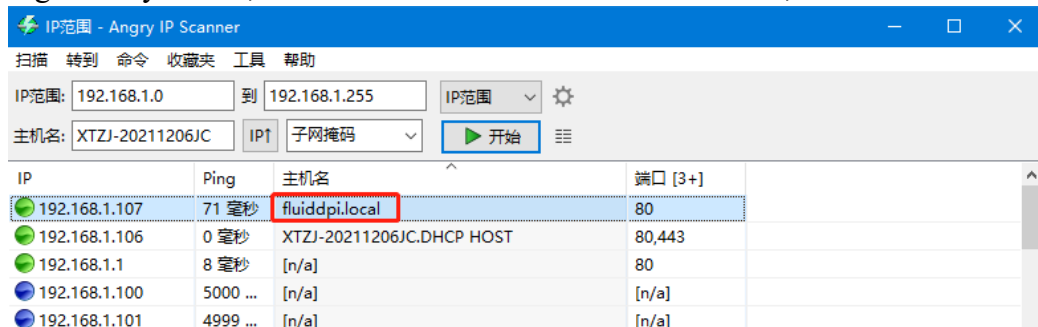 IP范围 - Angry IP Scanner
扫描 转到 命令 收藏夹 工具 帮助
IP范围: 192.168.1.0 到 192.168.1.255 IP范围
主机名: XTZJ-20211206JC IP↑ 子网掩码 开始
IP Ping 主机名 端口 [3+]
192.168.1.107 71 毫秒 fluiddpi.local 80
192.168.1.106 0 毫秒 XTZJ-20211206JC.DHCP HOST 80,443
192.168.1.1 8 毫秒 [n/a] 80
192.168.1.100 5000 ... [n/a] [n/a]
192.168.1.101 4999 ... [n/a] [n/a]